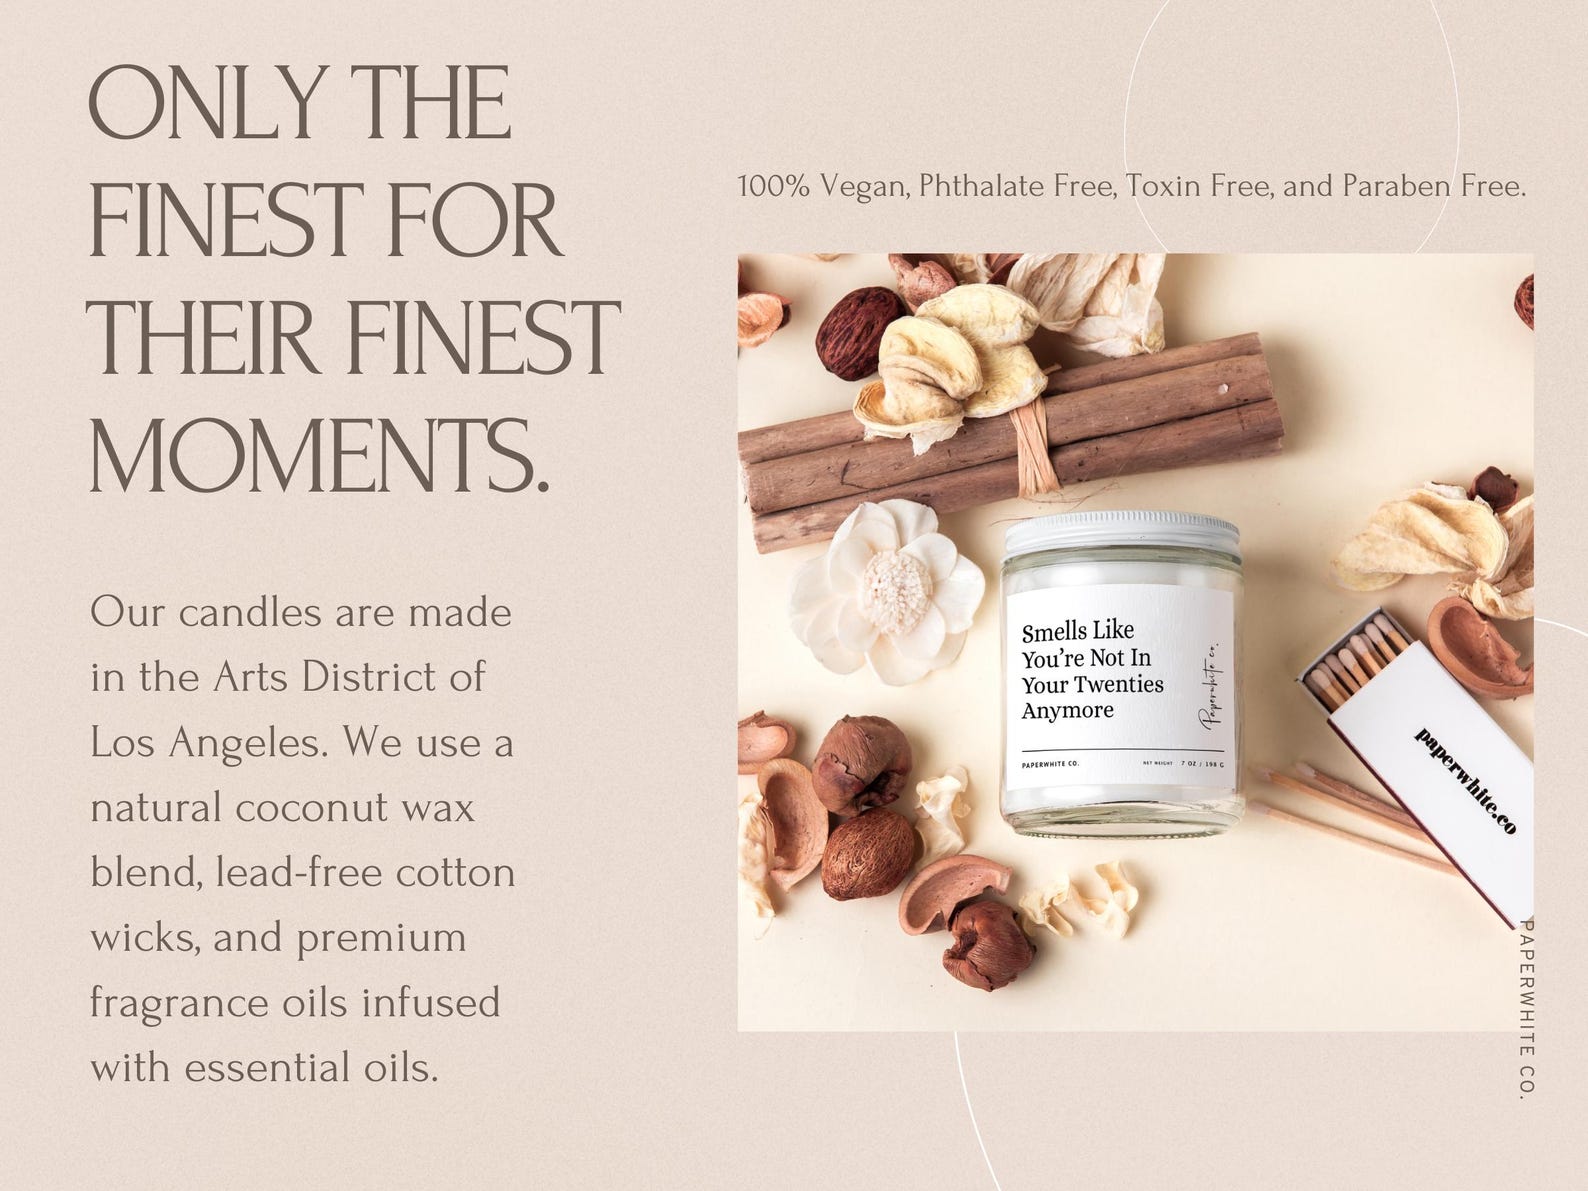 ONLY THE
FINEST FOR
THEIR FINEST
MOMENTS.
Our candles are made
in the Arts District of
Los Angeles. We use a
natural coconut wax
blend, lead-free cotton
wicks, and premium
fragrance oils infused
with essential oils.
100% Vegan, Phthalate Free, Toxin Free, and Paraben Free.
Smells Like
You're Not In
Your Twenties
Anymore
Paperwhite co.
PAPERWHITE CO. NET WEIGHT 7 OZ / 198 G
paperwhite.co
PAPERWHITE CO.